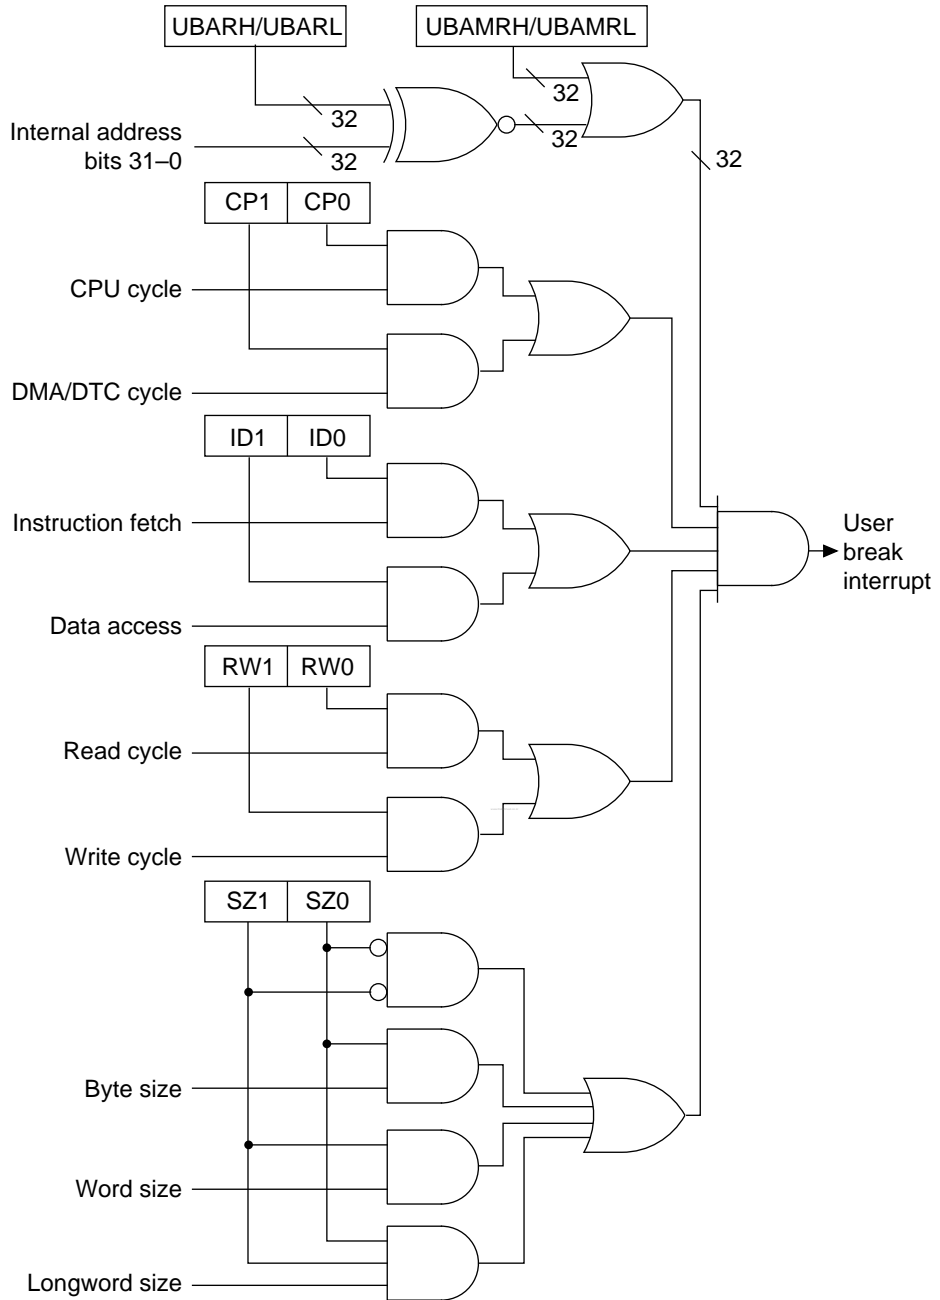 UBARH/UBARL
UBAMRH/UBAMRL
32
32
Internal address
bits 31–0
32
32
32
CP1 CP0
CPU cycle
DMA/DTC cycle
ID1 ID0
Instruction fetch
User
break
interrupt
Data access
RW1 RW0
Read cycle
Write cycle
SZ1 SZ0
Byte size
Word size
Longword size